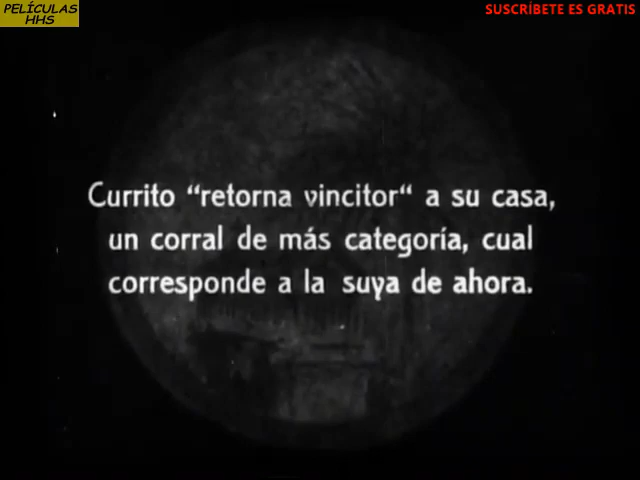 PELÍCULAS
HHS
SUSCRÍBETE ES GRATIS
Currito “retorna vincitor“ a su casa,
un corral de más categoría, cual
corresponde a la suya de ahora.